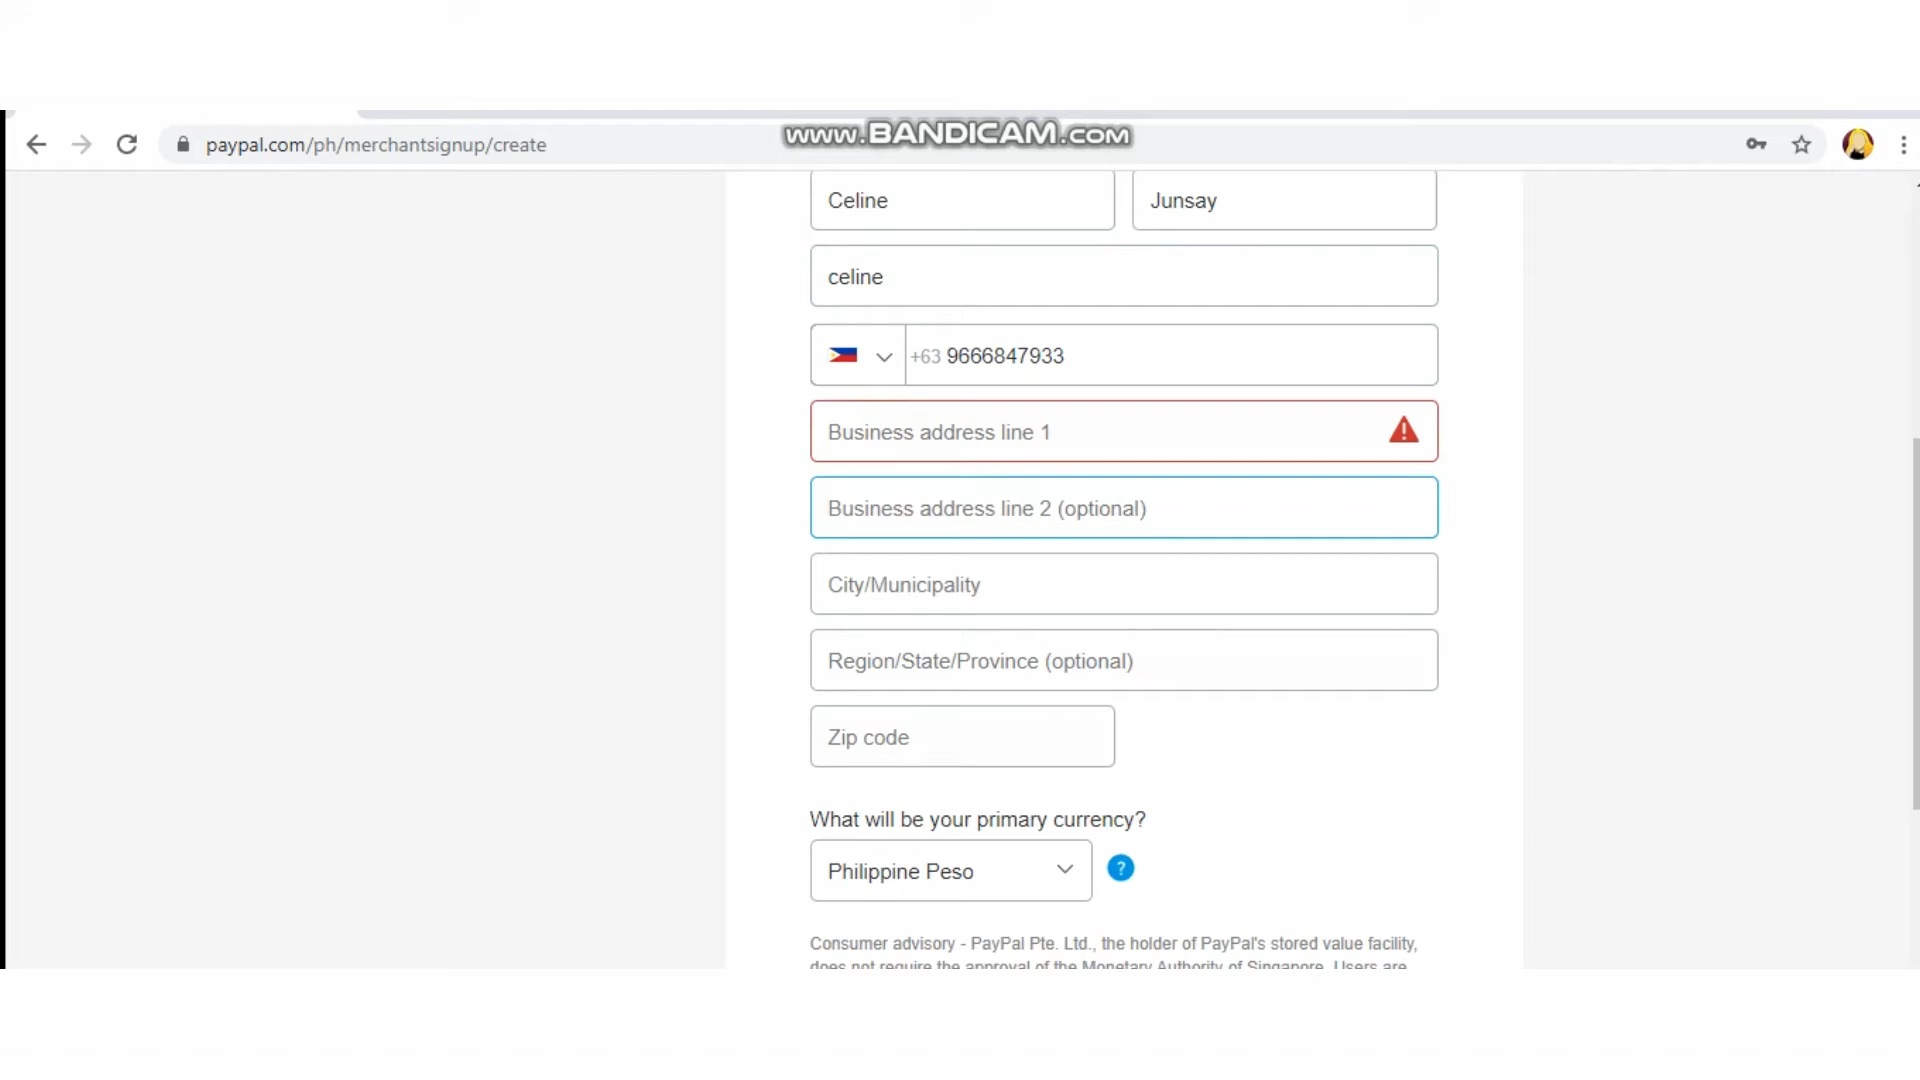 www.BANDICAM.com
paypal.com/ph/merchantsignup/create
Celine Junsay
celine
+63 9666847933
Business address line 1
Business address line 2 (optional)
City/Municipality
Region/State/Province (optional)
Zip code
What will be your primary currency?
Philippine Peso ?
Consumer advisory - PayPal Pte. Ltd., the holder of PayPal's stored value facility,
does not require the approval of the Monetary Authority of Singapore. Users are